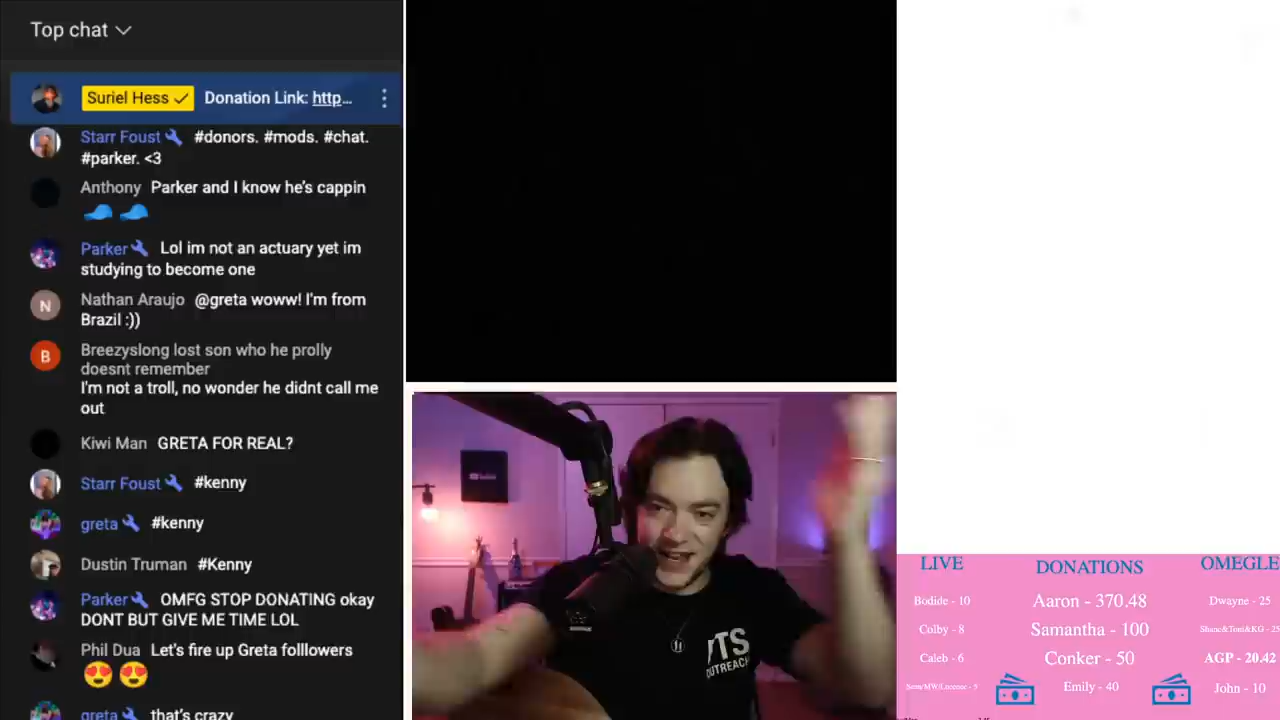 Top chat
Suriel Hess Donation Link: http...
Starr Foust #donors. #mods. #chat.
#parker. <3
Anthony Parker and I know he's cappin
Parker Lol im not an actuary yet im
studying to become one
N
Nathan Araujo @greta woww! I'm from
Brazil :))
B
Breezyslong lost son who he prolly
doesnt remember
I'm not a troll, no wonder he didnt call me
out
Kiwi Man GRETA FOR REAL?
Starr Foust #kenny
greta #kenny
Dustin Truman #Kenny
Parker OMFG STOP DONATING okay
DONT BUT GIVE ME TIME LOL
Phil Dua Let's fire up Greta folllowers
greta that's crazy
OUTREACH
LIVE
Bodide - 10
Colby - 8
Caleb - 6
DONATIONS
Aaron - 370.48
Samantha - 100
Conker - 50
Emily - 40
OMEGLE
Dwayne - 25
Shane&Toni&KG - 25
AGP - 20.42
John - 10